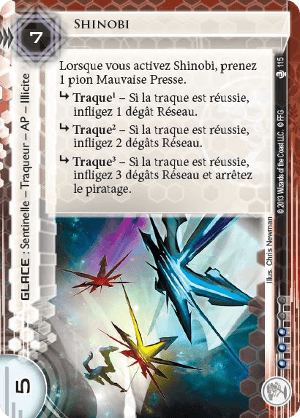 7
SHINOBI
Lorsque vous activez Shinobi, prenez
1 pion Mauvaise Presse.
↳ Traque¹ – Si la traque est réussie,
infligez 1 dégât Réseau.
↳ Traque² – Si la traque est réussie,
infligez 2 dégâts Réseau.
↳ Traque³ – Si la traque est réussie,
infligez 3 dégâts Réseau et arrêtez
le piratage.
GLACE : Sentinelle – Traqueur – AP – Illicite
115
© 2013 Wizards of the Coast LLC. © FFG
Illus. Chris Newman
5